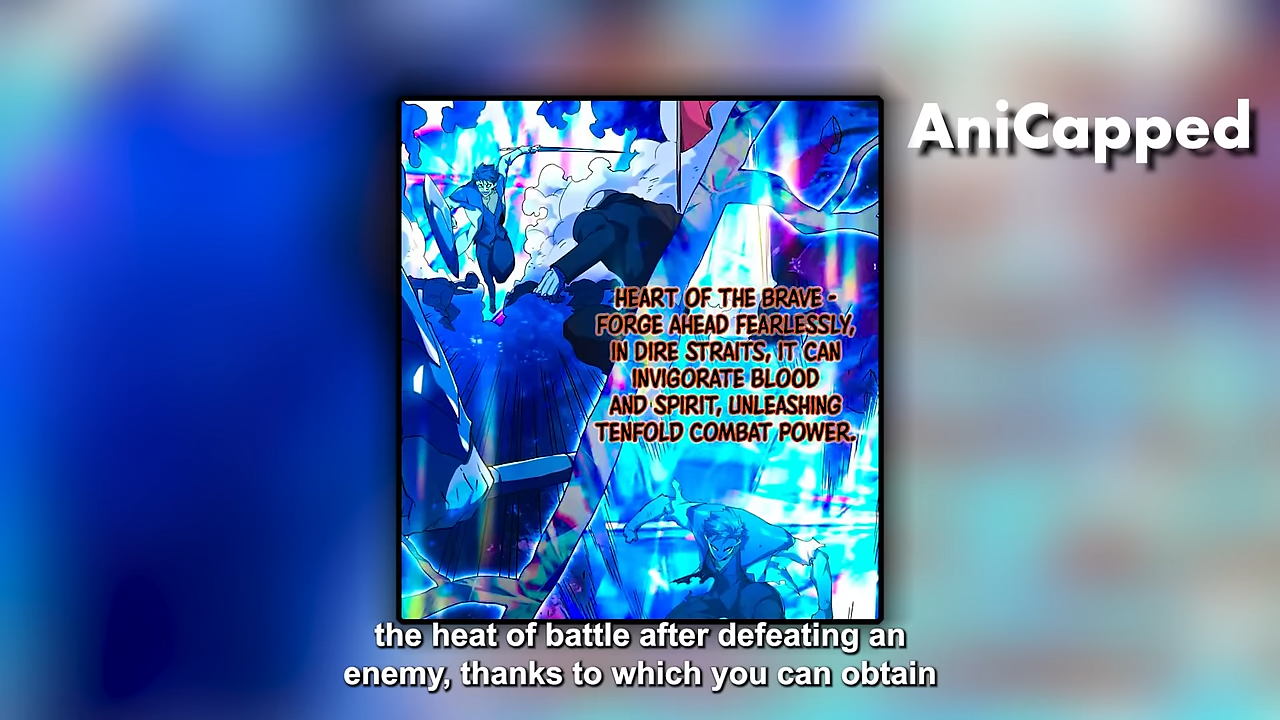 AniCapped
HEART OF THE BRAVE -
FORGE AHEAD FEARLESSLY,
IN DIRE STRAITS, IT CAN
INVIGORATE BLOOD
AND SPIRIT, UNLEASHING
TENFOLD COMBAT POWER.
the heat of battle after defeating an
enemy, thanks to which you can obtain